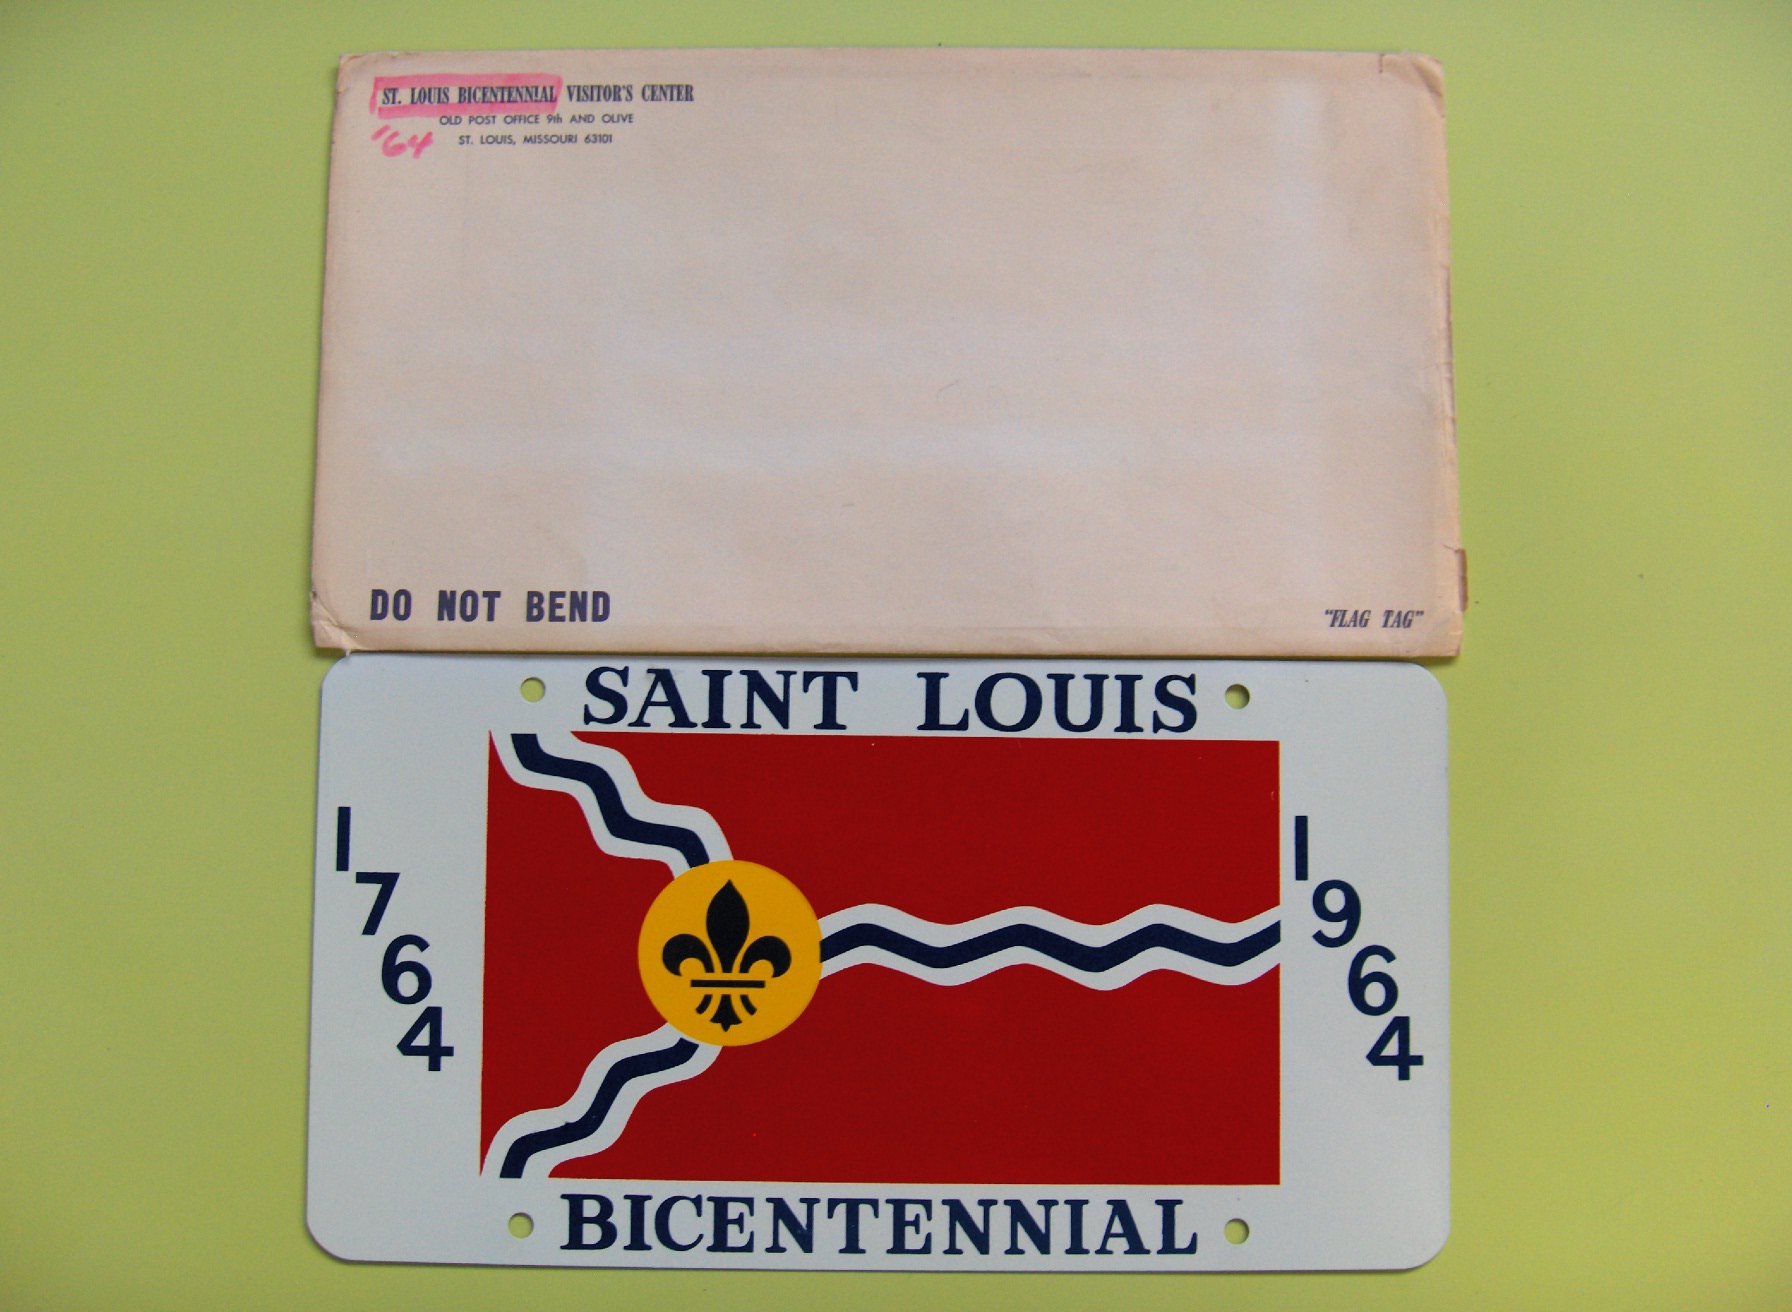 ST. LOUIS BICENTENNIAL VISITOR'S CENTER
OLD POST OFFICE 9th AND OLIVE
ST. LOUIS, MISSOURI 63101
'64
DO NOT BEND
"FLAG TAG"
SAINT LOUIS
1764
1964
BICENTENNIAL